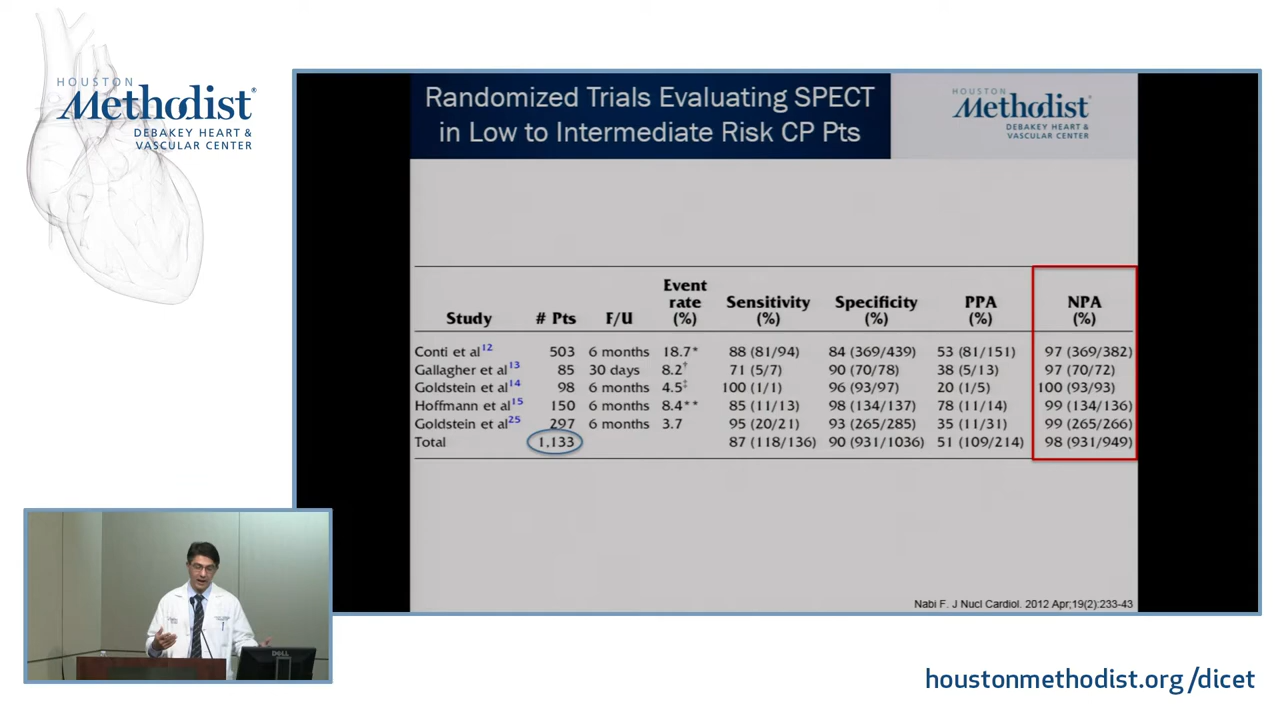 HOUSTON
Methodist®
DEBAKEY HEART &
VASCULAR CENTER
Randomized Trials Evaluating SPECT
in Low to Intermediate Risk CP Pts
HOUSTON
Methodist®
DEBAKEY HEART &
VASCULAR CENTER
Study # Pts F/U Event rate (%) Sensitivity (%) Specificity (%) PPA (%) NPA (%)
Conti et al12 503 6 months 18.7* 88 (81/94) 84 (369/439) 53 (81/151) 97 (369/382)
Gallagher et al13 85 30 days 8.2† 71 (5/7) 90 (70/78) 38 (5/13) 97 (70/72)
Goldstein et al14 98 6 months 4.5‡ 100 (1/1) 96 (93/97) 20 (1/5) 100 (93/93)
Hoffmann et al15 150 6 months 8.4** 85 (11/13) 98 (134/137) 78 (11/14) 99 (134/136)
Goldstein et al25 297 6 months 3.7 95 (20/21) 93 (265/285) 35 (11/31) 99 (265/266)
Total 1,133 87 (118/136) 90 (931/1036) 51 (109/214) 98 (931/949)
Nabi F. J Nucl Cardiol. 2012 Apr;19(2):233-43
DELL
houstonmethodist.org/dicet